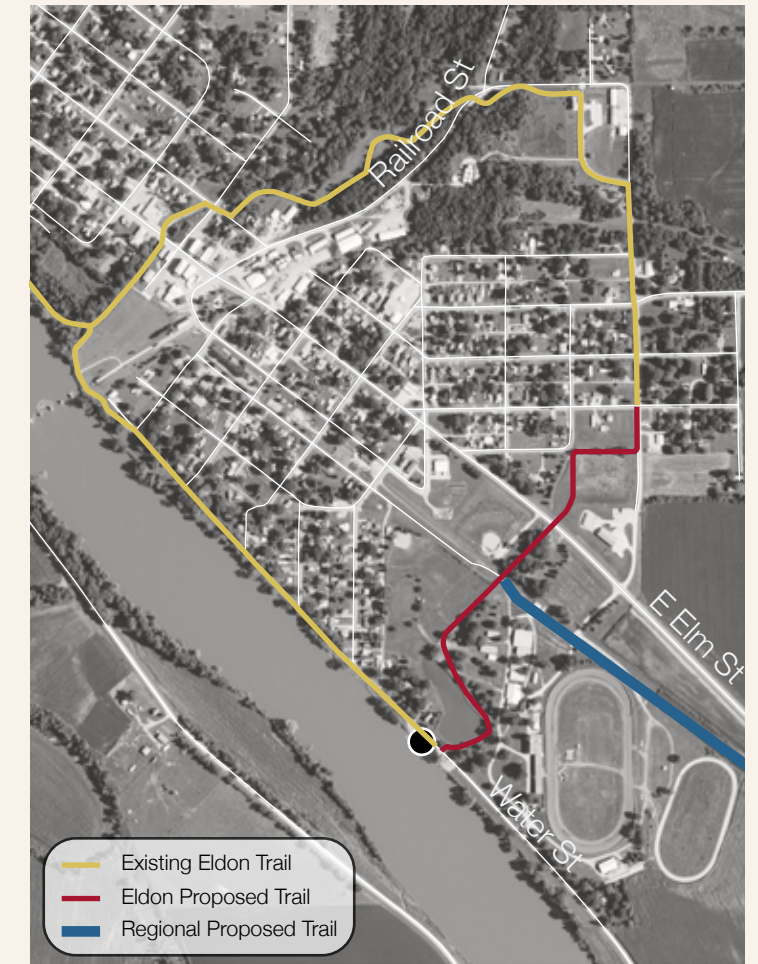 Railroad St
E Elm St
Water St
Existing Eldon Trail
Eldon Proposed Trail
Regional Proposed Trail